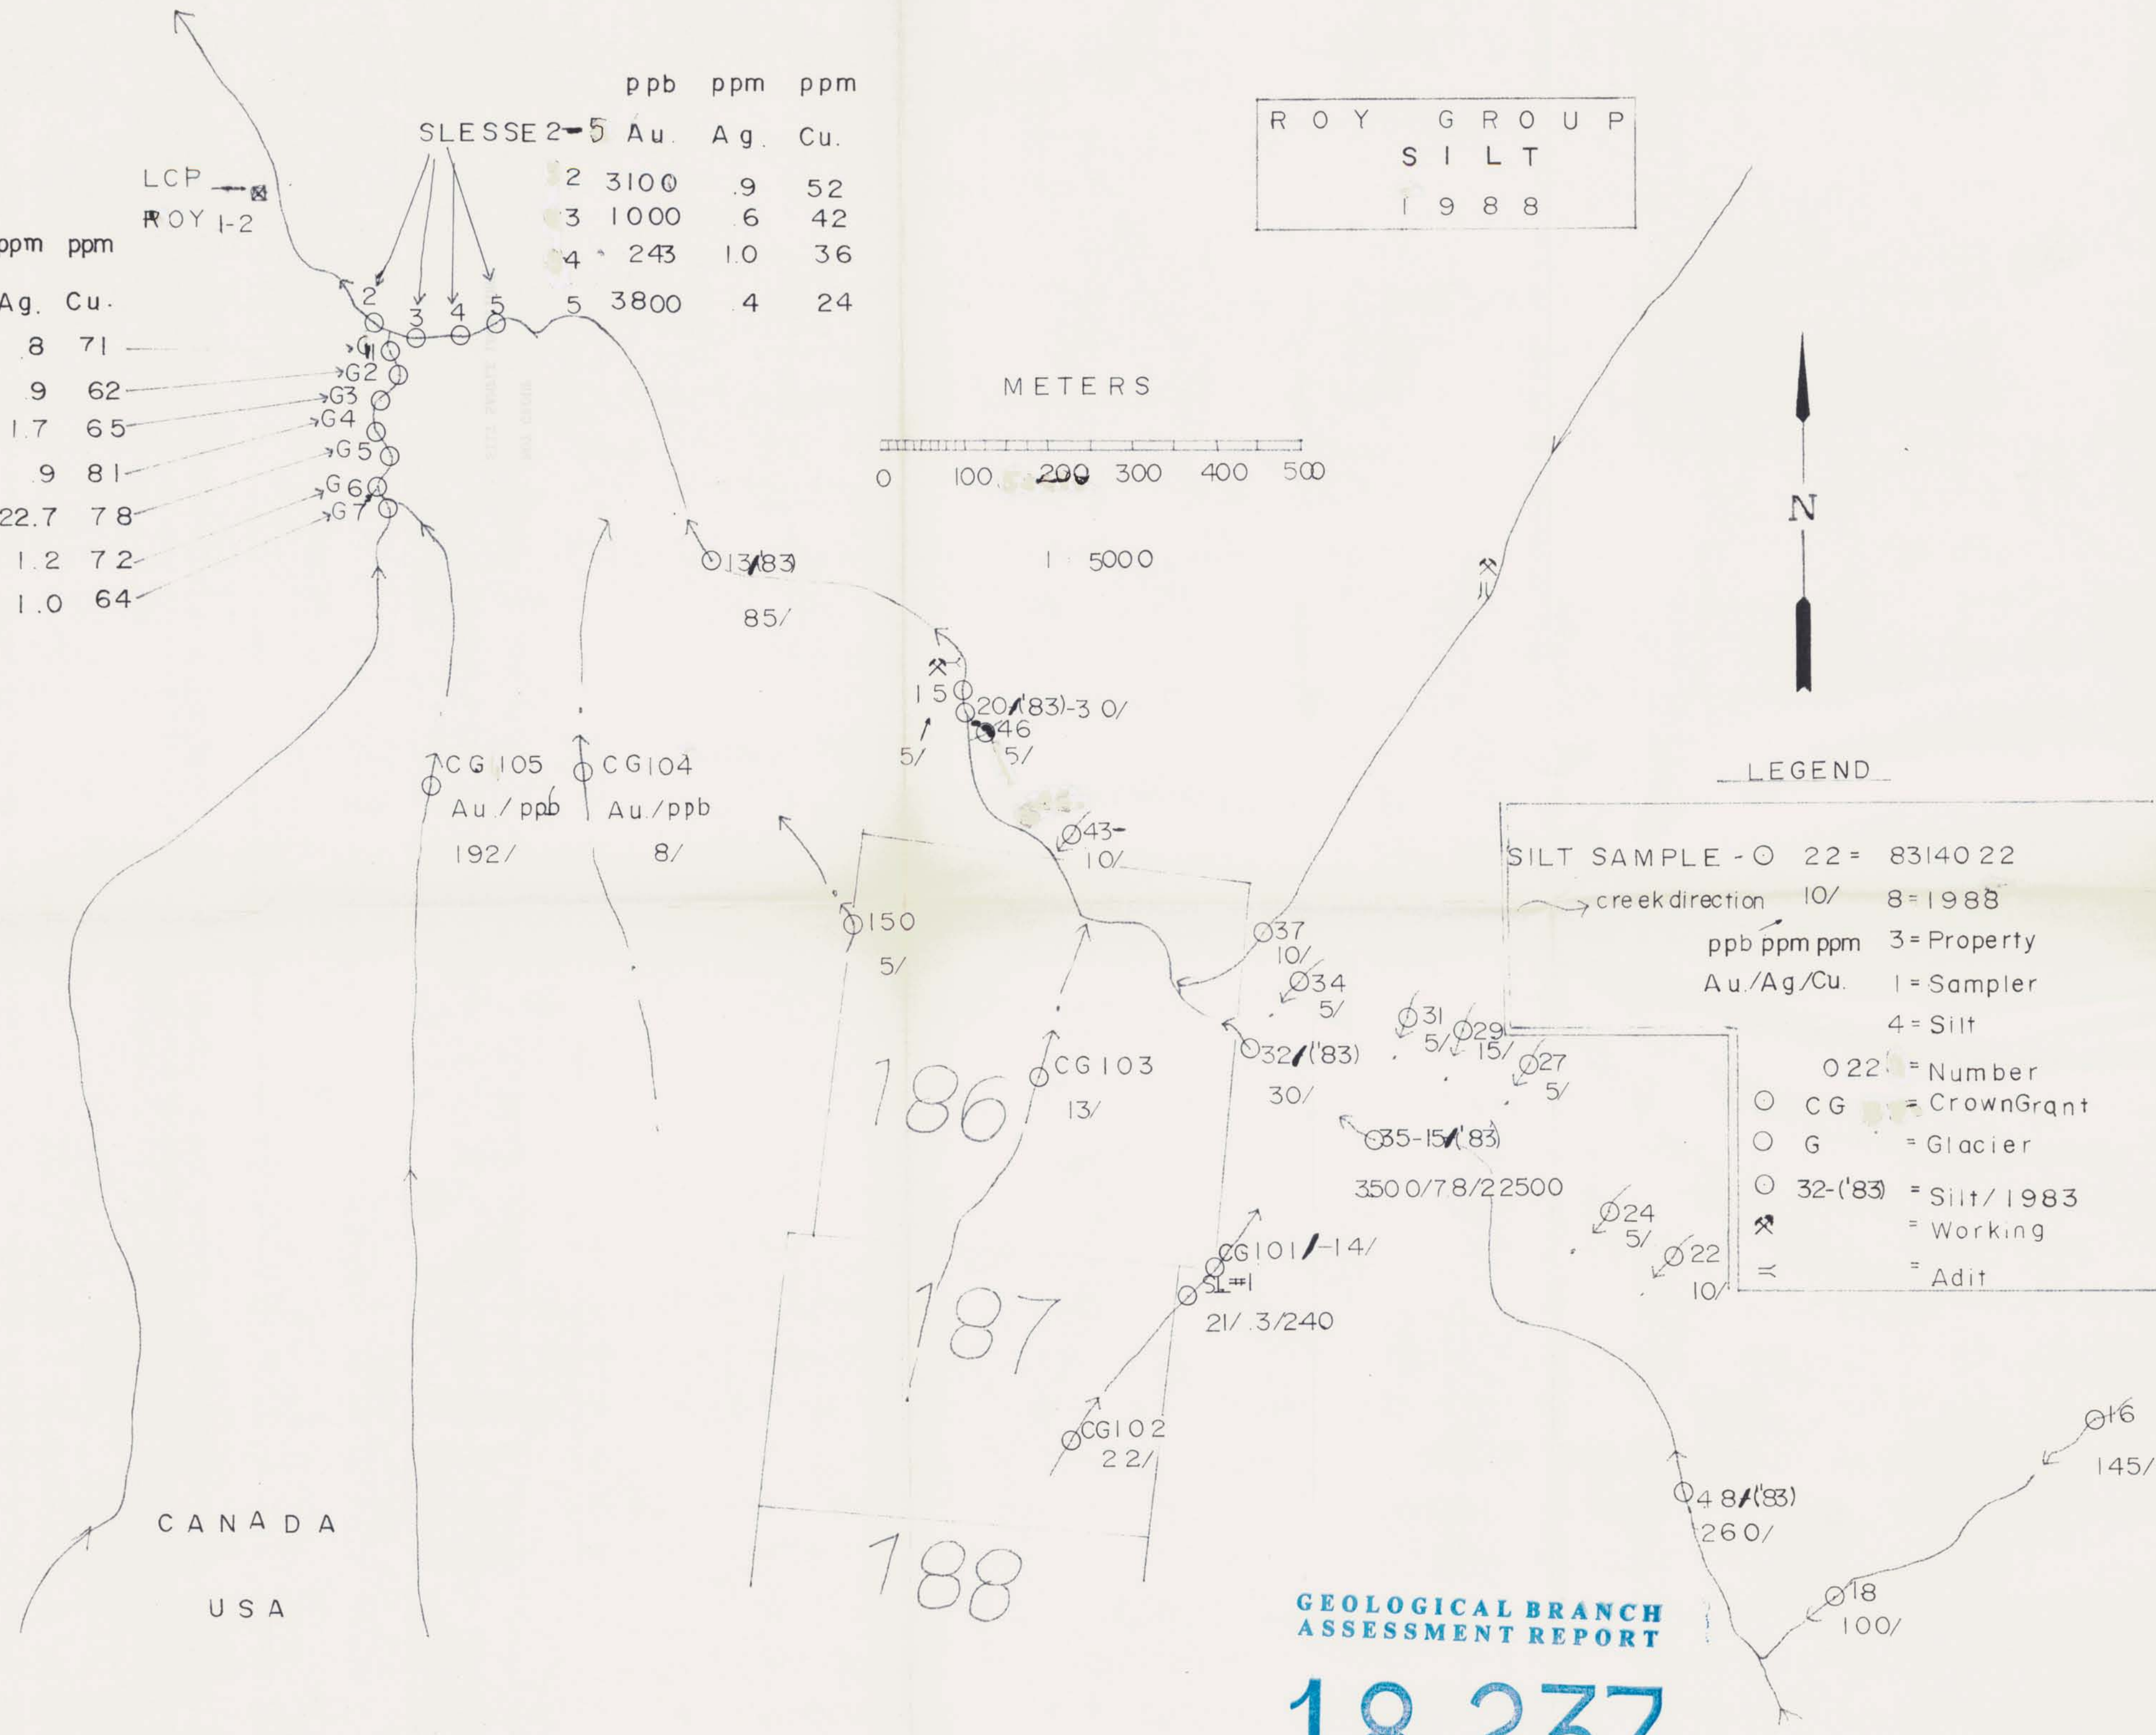 ROY GROUP
SILT
1988
ppb ppm ppm
SLESSE 2-5 Au. Ag. Cu.
2 3100 .9 52
3 1000 .6 42
4 243 1.0 36
5 3800 .4 24
LCP
ROY 1-2
ppm ppm
Ag. Cu.
.8 71
.9 62
1.7 65
.9 81
22.7 78
1.2 72
1.0 64
2
3
4
5
G2
G3
G4
G5
G6
G7
METERS
0 100 200 300 400 500
1 : 5000
N
13/('83)
85/
15
5/
20/('83)-30/
46
5/
43-
10/
CG105
Au./ppb
192/
CG104
Au./ppb
8/
150
5/
37
10/
34
5/
31
5/
29
15/
27
5/
32/('83)
30/
CG103
13/
186
35-15/('83)
3500/7.8/22500
24
5/
22
10/
CG101/-14/
SL#1
21/.3/240
187
CG102
22/
188
16
145/
48/('83)
260/
18
100/
CANADA
USA
LEGEND
SILT SAMPLE - 22 = 8314022
creek direction 10/ 8=1988
ppb ppm ppm 3=Property
Au./Ag./Cu. 1=Sampler
4=Silt
022 = Number
CG = CrownGrant
G = Glacier
32-('83) = Silt/1983
= Working
= Adit
GEOLOGICAL BRANCH
ASSESSMENT REPORT
18,237